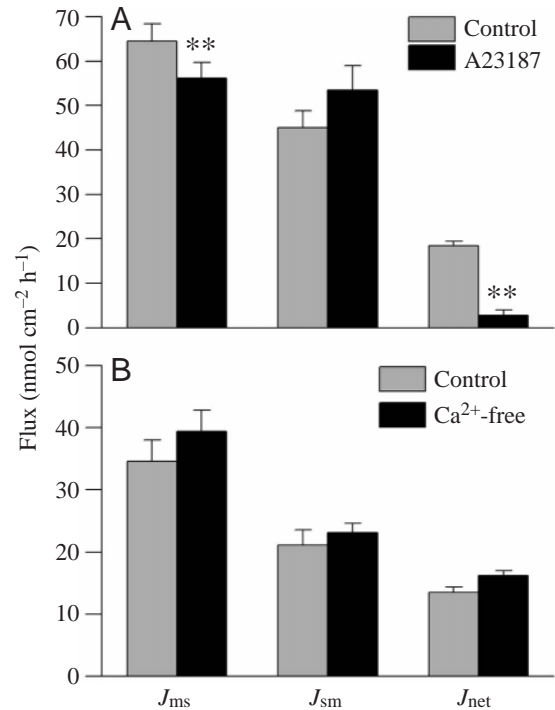 A
Control
A23187
**
**
70
60
50
40
30
20
10
0
Flux (nmol cm⁻² h⁻¹)
B
Control
Ca²⁺-free
50
40
30
20
10
0
Jms
Jsm
Jnet